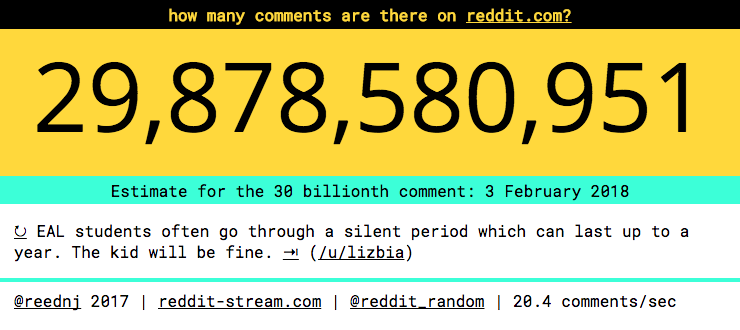 how many comments are there on reddit.com?
29,878,580,951
Estimate for the 30 billionth comment: 3 February 2018
↻ EAL students often go through a silent period which can last up to a
year. The kid will be fine. ⇥ (/u/lizbia)
@reednj 2017 | reddit-stream.com | @reddit_random | 20.4 comments/sec